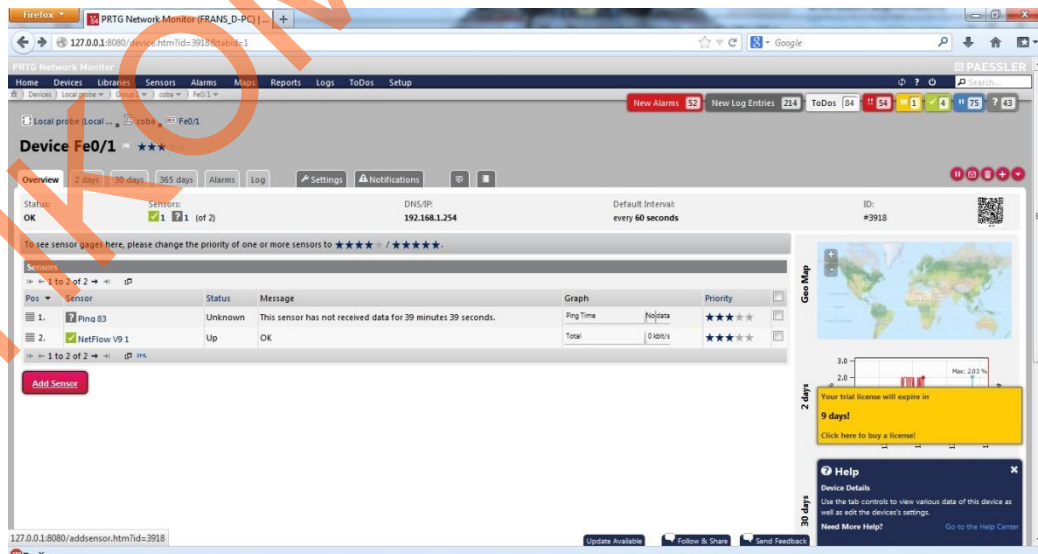 Firefox
PRTG Network Monitor (FRANS_D-PC) | ...
127.0.0.1:8080/device.htm?id=3918&tabid=1
Google
PRTG Network Monitor
PAESSLER
Home Devices Libraries Sensors Alarms Maps Reports Logs ToDos Setup
Search...
Devices Local probe Group 1 coba Fe0/1
New Alarms 52 New Log Entries 214 ToDos 84 54 1 4 75 ? 43
Local probe (Local ... » coba » Fe0/1
Device Fe0/1
Overview 2 days 30 days 365 days Alarms Log Settings Notifications
Status: Sensors: DNS/IP: Default Interval: ID:
OK 1 ? 1 (of 2) 192.168.1.254 every 60 seconds #3918
To see sensor gages here, please change the priority of one or more sensors to ★★★★ / ★★★★★.
Sensors
1 to 2 of 2
Pos Sensor Status Message Graph Priority
1. ? Ping 83 Unknown This sensor has not received data for 39 minutes 39 seconds. Ping Time No data
2. NetFlow V9 1 Up OK Total 0 kbit/s
1 to 2 of 2 XML
Add Sensor
Geo Map
3.0
2.0
Max: 2.03 %
2 days
Your trial license will expire in
9 days!
Click here to buy a license!
30 days
? Help
Device Details
Use the tab controls to view various data of this device as
well as edit the devices's settings.
Need More Help? Go to the Help Center
127.0.0.1:8080/addsensor.htm?id=3918
Update Available Follow & Share Send Feedback